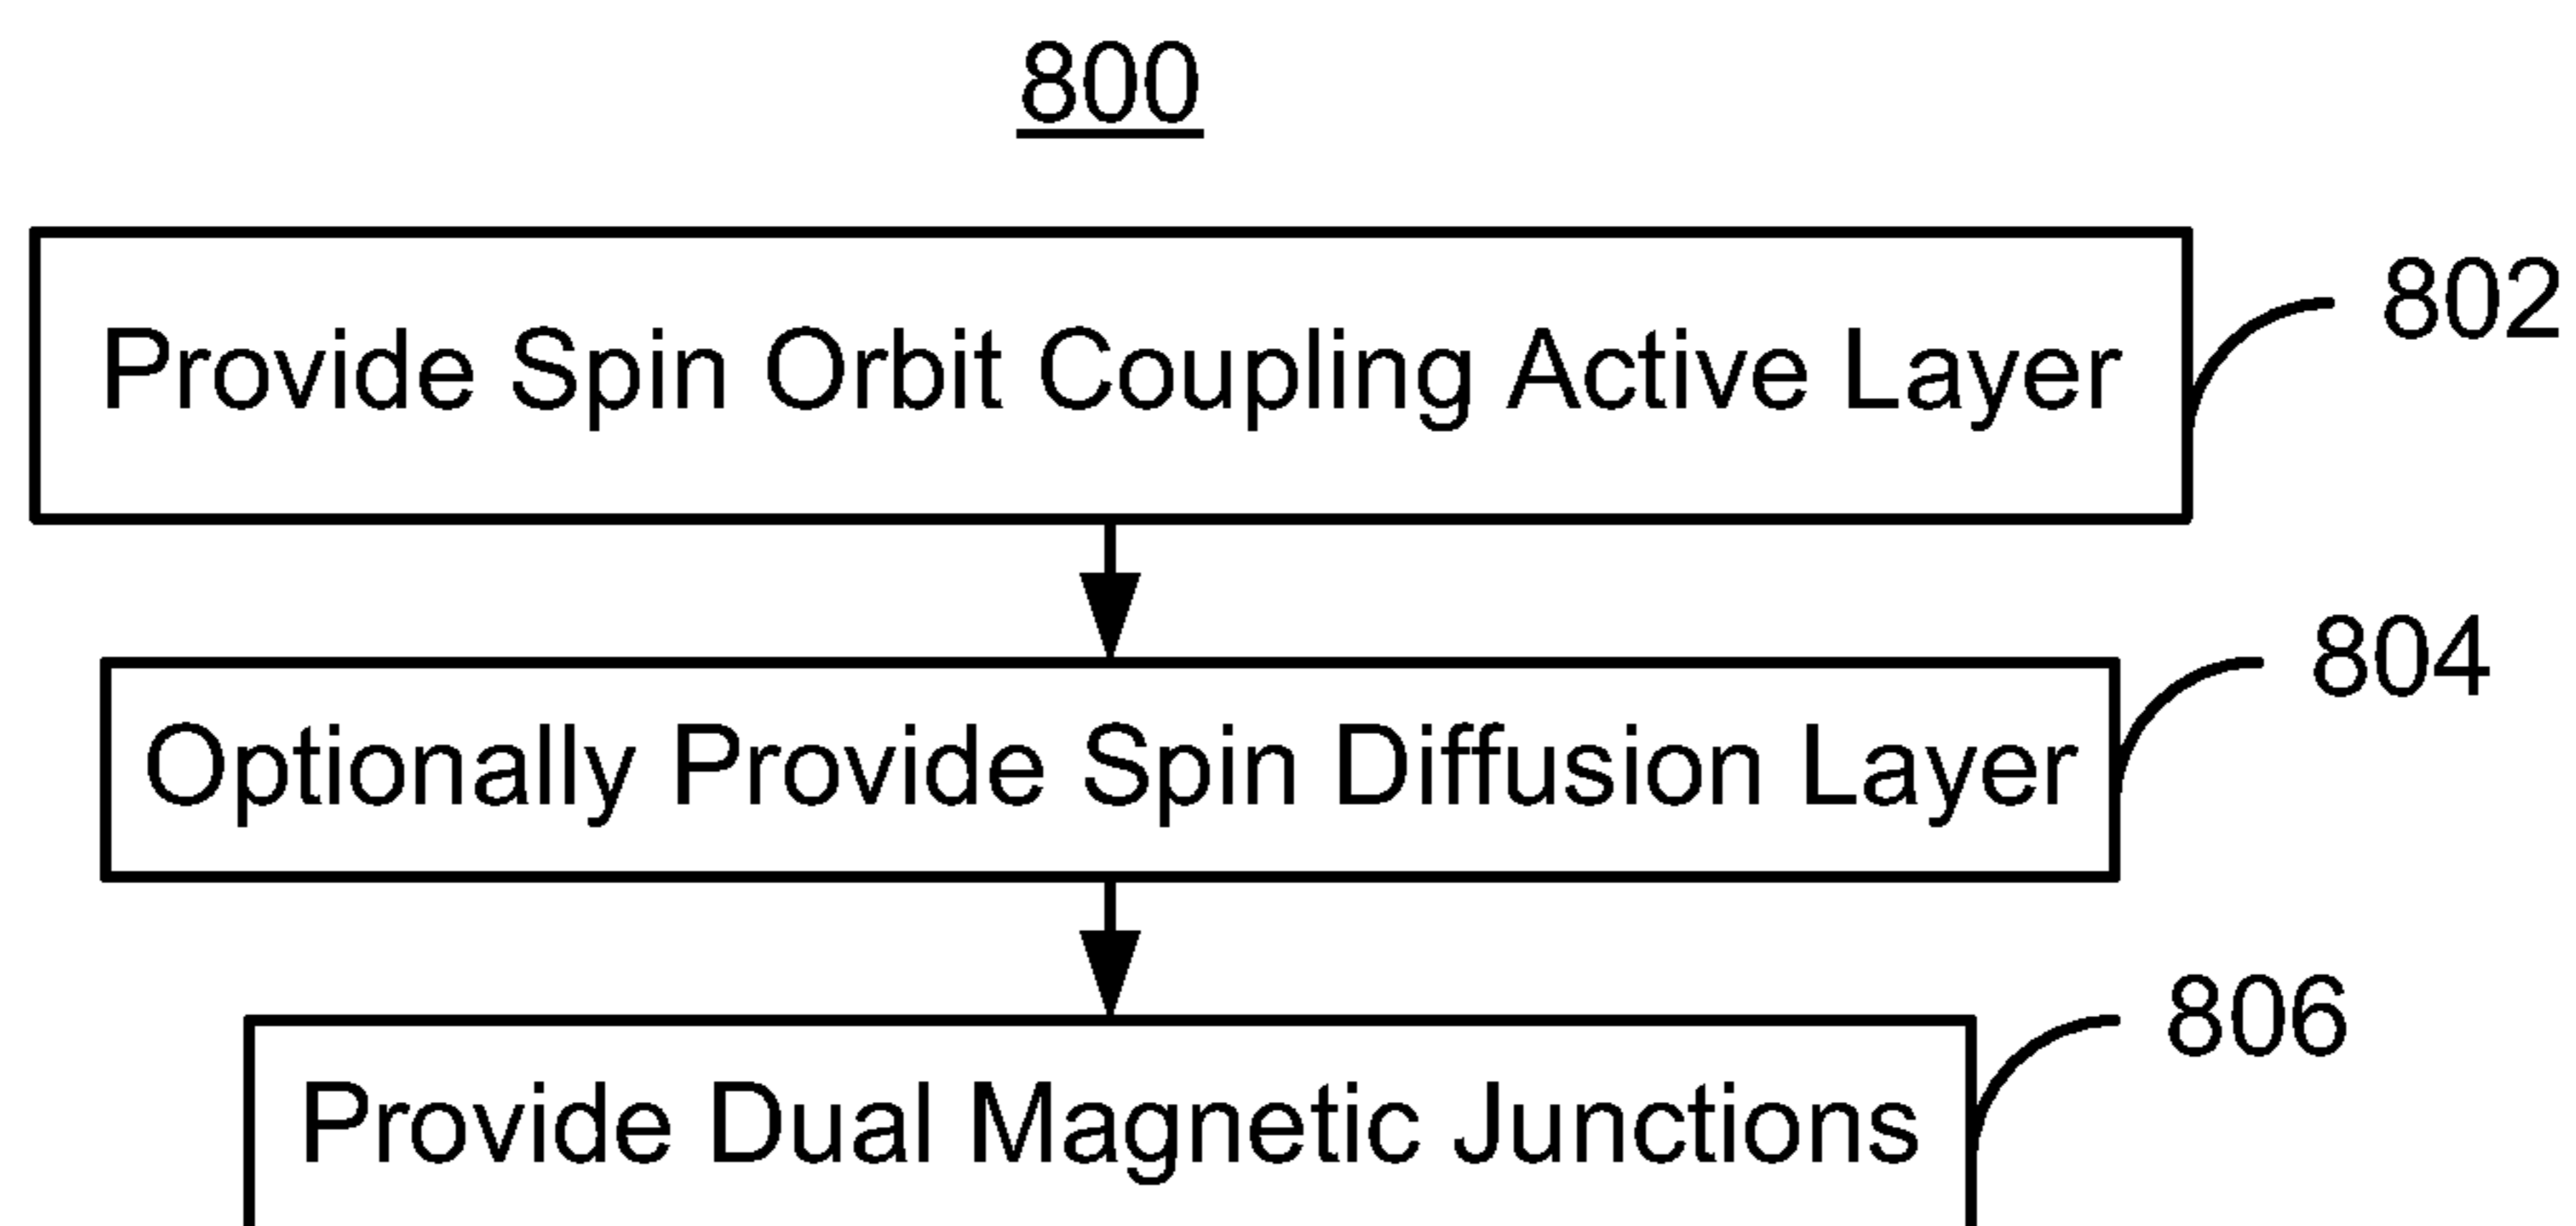 800
Provide Spin Orbit Coupling Active Layer
802
Optionally Provide Spin Diffusion Layer
804
Provide Dual Magnetic Junctions
806